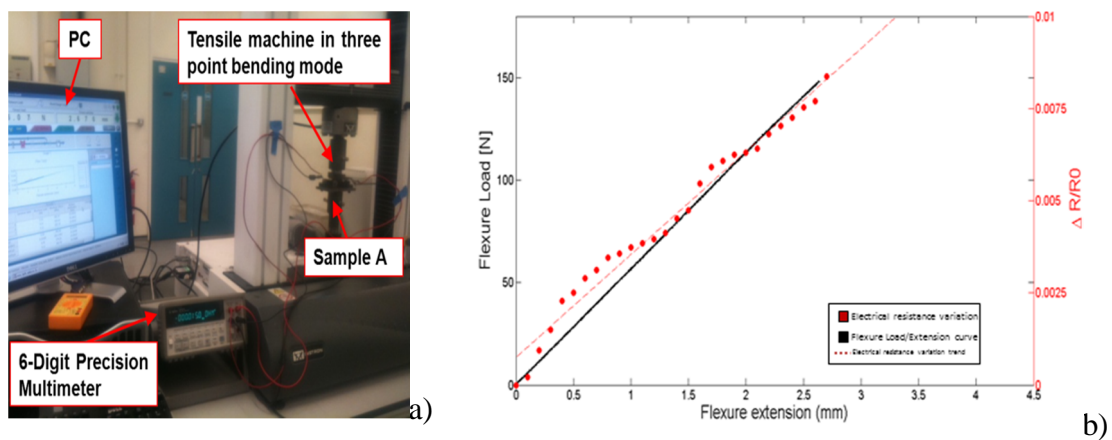 PC
Tensile machine in three
point bending mode
Sample A
6-Digit Precision
Multimeter
a)
Flexure Load [N]
150
100
50
0
0
0.5
1
1.5
2
2.5
3
3.5
4
4.5
Flexure extension (mm)
0.01
0.0075
0.005
0.0025
0
Δ R/R0
Electrical resistance variation
Flexure Load/Extension curve
Electrical resistance variation trend
b)